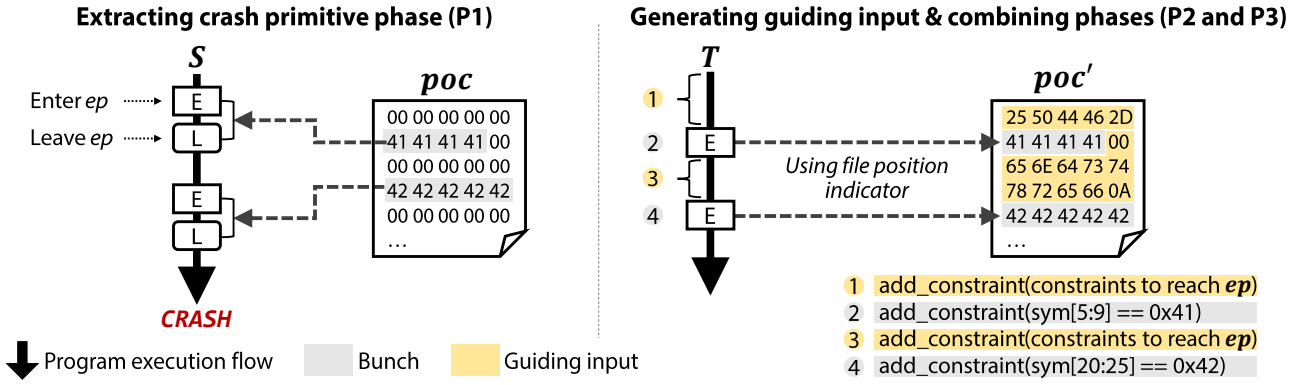 Extracting crash primitive phase (P1)
S
poc
Enter ep
E
Leave ep
L
E
L
CRASH
00 00 00 00 00
41 41 41 41 00
00 00 00 00 00
42 42 42 42 42
00 00 00 00 00
...
Generating guiding input & combining phases (P2 and P3)
T
poc′
1
2
E
3
4
E
Using file position
indicator
25 50 44 46 2D
41 41 41 41 00
65 6E 64 73 74
78 72 65 66 0A
42 42 42 42 42
...
1 add_constraint(constraints to reach ep)
2 add_constraint(sym[5:9] == 0x41)
3 add_constraint(constraints to reach ep)
4 add_constraint(sym[20:25] == 0x42)
Program execution flow
Bunch
Guiding input